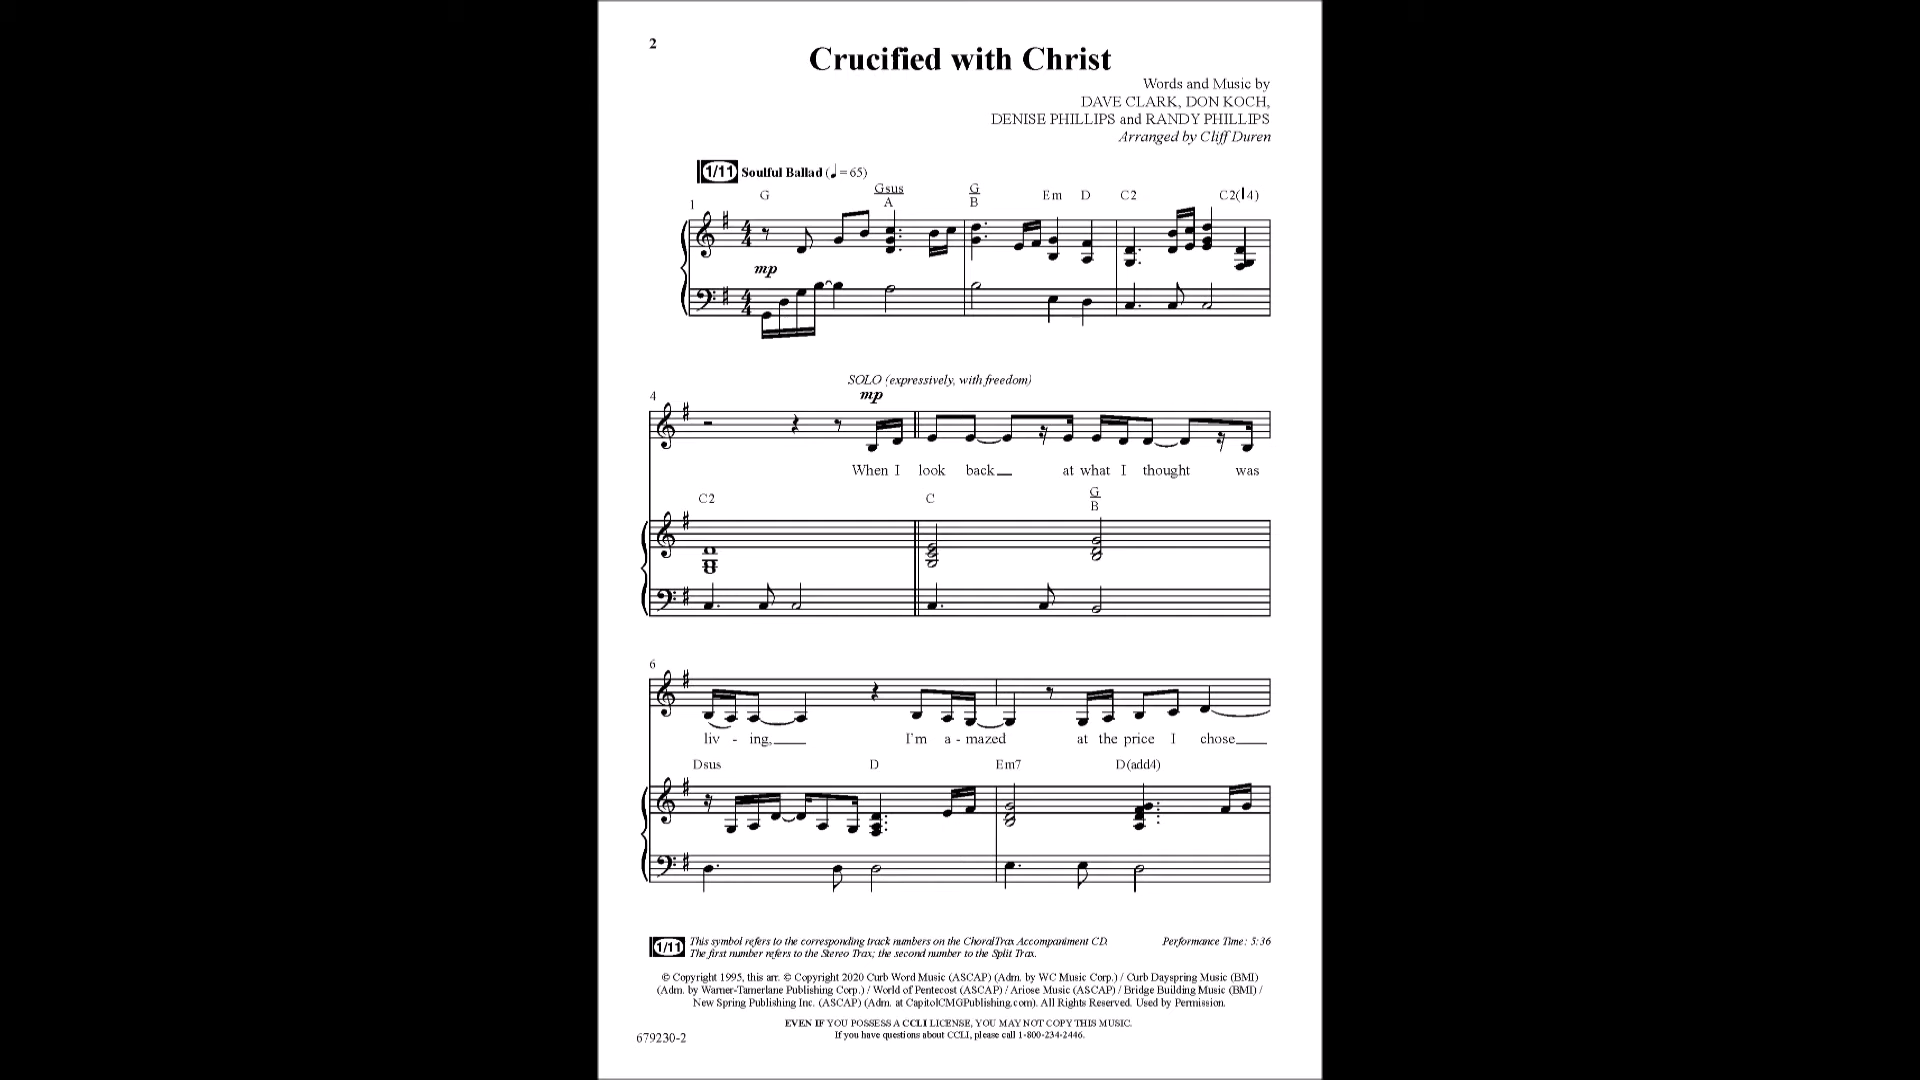 2
Crucified with Christ
Words and Music by
DAVE CLARK, DON KOCH,
DENISE PHILLIPS and RANDY PHILLIPS
Arranged by Cliff Duren
1/11 Soulful Ballad (♩=65)
G Gsus/A G/B Em D C2 C2(♯4)
1
mp
SOLO (expressively, with freedom)
4 mp
When I look back at what I thought was
C2 C G/B
6
liv - ing, I'm a - mazed at the price I chose
Dsus D Em7 D(add4)
1/11 This symbol refers to the corresponding track numbers on the ChoralTrax Accompaniment CD. Performance Time: 5:36
The first number refers to the Stereo Trax; the second number to the Split Trax.
© Copyright 1995, this arr. © Copyright 2020 Curb Word Music (ASCAP) (Adm. by WC Music Corp.) / Curb Dayspring Music (BMI)
(Adm. by Warner-Tamerlane Publishing Corp.) / World of Pentecost (ASCAP) / Ariose Music (ASCAP) / Bridge Building Music (BMI) /
New Spring Publishing Inc. (ASCAP) (Adm. at CapitolCMGPublishing.com). All Rights Reserved. Used by Permission.
EVEN IF YOU POSSESS A CCLI LICENSE, YOU MAY NOT COPY THIS MUSIC.
If you have questions about CCLI, please call 1-800-234-2446.
679230-2